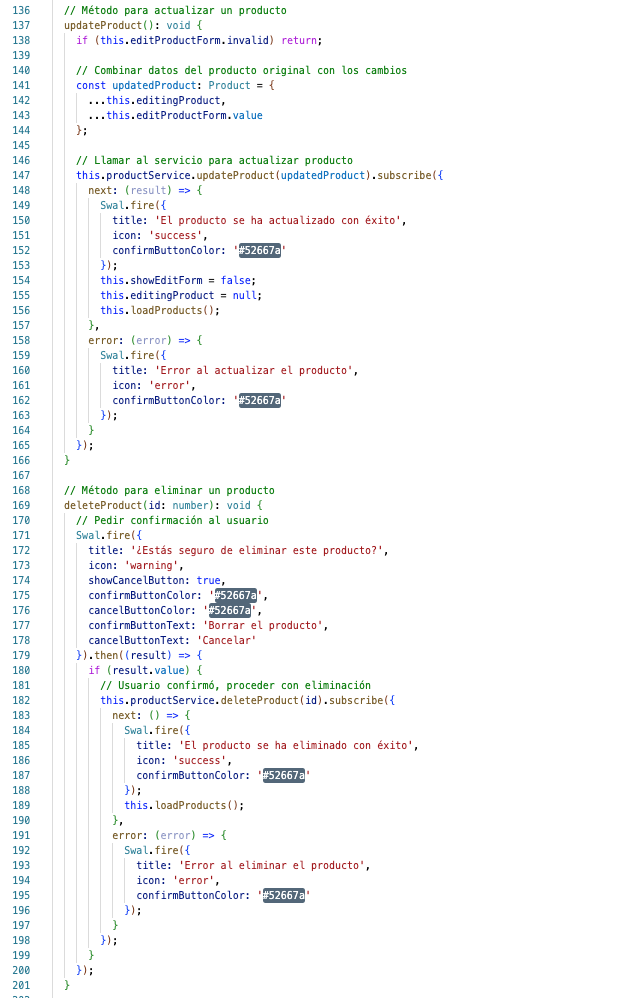 136 // Método para actualizar un producto
137 updateProduct(): void {
138 if (this.editProductForm.invalid) return;
139
140 // Combinar datos del producto original con los cambios
141 const updatedProduct: Product = {
142 ...this.editingProduct,
143 ...this.editProductForm.value
144 };
145
146 // Llamar al servicio para actualizar producto
147 this.productService.updateProduct(updatedProduct).subscribe({
148 next: (result) => {
149 Swal.fire({
150 title: 'El producto se ha actualizado con éxito',
151 icon: 'success',
152 confirmButtonColor: '#52667a'
153 });
154 this.showEditForm = false;
155 this.editingProduct = null;
156 this.loadProducts();
157 },
158 error: (error) => {
159 Swal.fire({
160 title: 'Error al actualizar el producto',
161 icon: 'error',
162 confirmButtonColor: '#52667a'
163 });
164 }
165 });
166 }
167
168 // Método para eliminar un producto
169 deleteProduct(id: number): void {
170 // Pedir confirmación al usuario
171 Swal.fire({
172 title: '¿Estás seguro de eliminar este producto?',
173 icon: 'warning',
174 showCancelButton: true,
175 confirmButtonColor: '#52667a',
176 cancelButtonColor: '#52667a',
177 confirmButtonText: 'Borrar el producto',
178 cancelButtonText: 'Cancelar'
179 }).then((result) => {
180 if (result.value) {
181 // Usuario confirmó, proceder con eliminación
182 this.productService.deleteProduct(id).subscribe({
183 next: () => {
184 Swal.fire({
185 title: 'El producto se ha eliminado con éxito',
186 icon: 'success',
187 confirmButtonColor: '#52667a'
188 });
189 this.loadProducts();
190 },
191 error: (error) => {
192 Swal.fire({
193 title: 'Error al eliminar el producto',
194 icon: 'error',
195 confirmButtonColor: '#52667a'
196 });
197 }
198 });
199 }
200 });
201 }